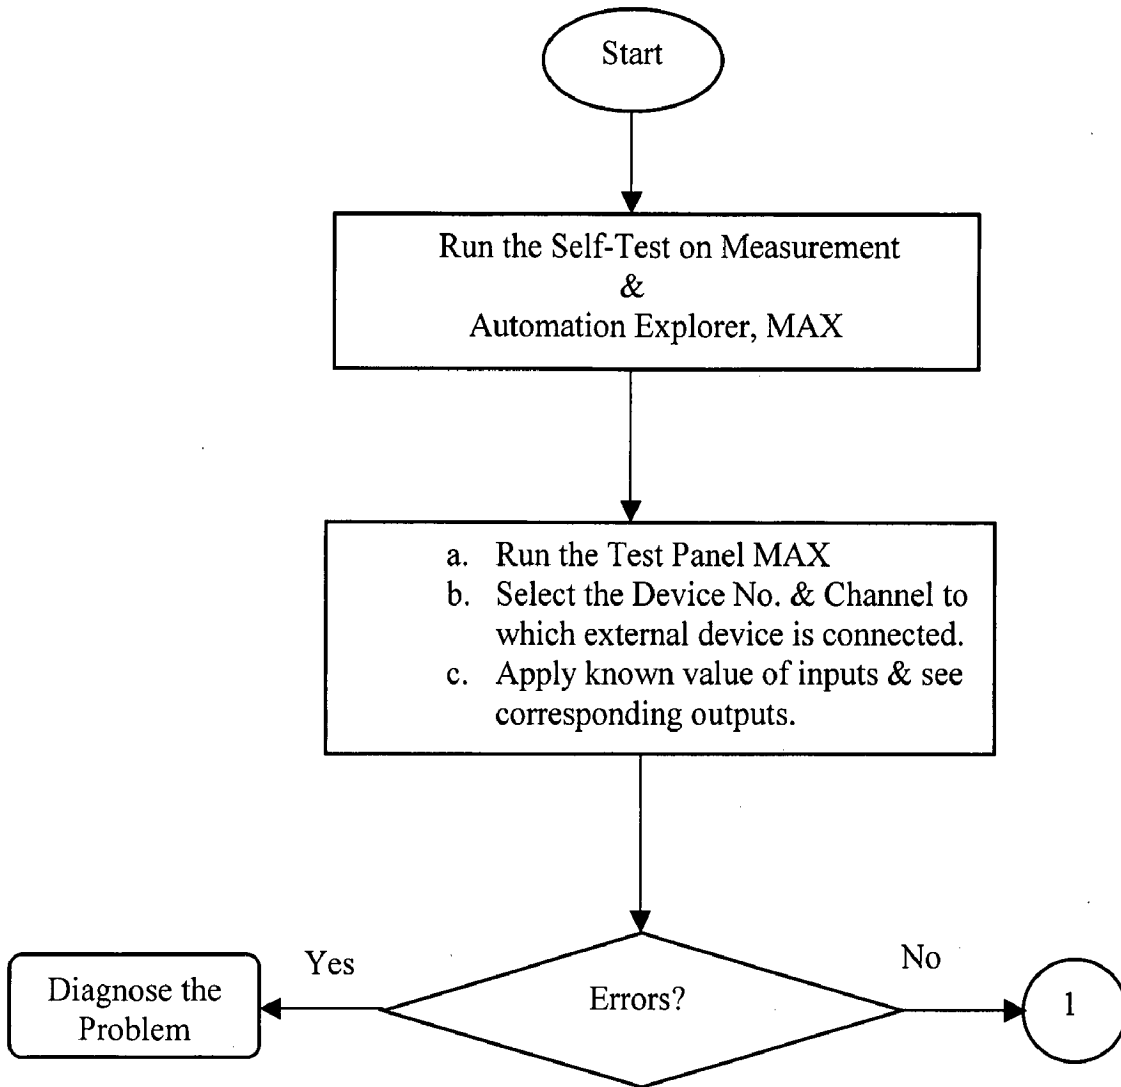 Start
Run the Self-Test on Measurement
&
Automation Explorer, MAX
a. Run the Test Panel MAX
b. Select the Device No. & Channel to
which external device is connected.
c. Apply known value of inputs & see
corresponding outputs.
Yes
No
Diagnose the
Problem
Errors?
1